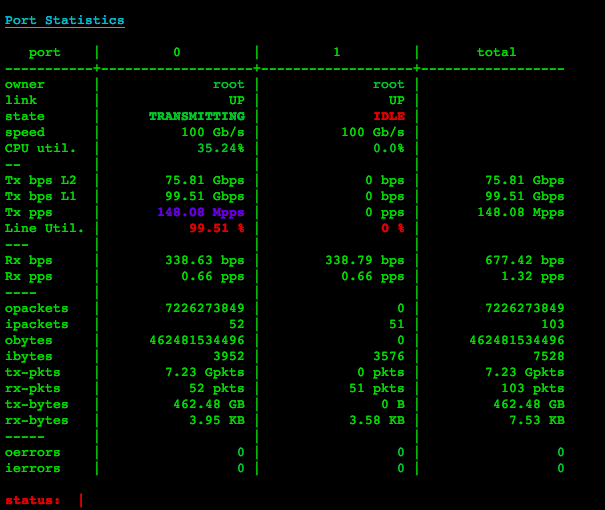 Port Statistics
port | 0 | 1 | total
-----------+--------------------+--------------------+-------------------
owner | root | root |
link | UP | UP |
state | TRANSMITTING | IDLE |
speed | 100 Gb/s | 100 Gb/s |
CPU util. | 35.24% | 0.0% |
-- | | |
Tx bps L2 | 75.81 Gbps | 0 bps | 75.81 Gbps
Tx bps L1 | 99.51 Gbps | 0 bps | 99.51 Gbps
Tx pps | 148.08 Mpps | 0 pps | 148.08 Mpps
Line Util. | 99.51 % | 0 % |
--- | | |
Rx bps | 338.63 bps | 338.79 bps | 677.42 bps
Rx pps | 0.66 pps | 0.66 pps | 1.32 pps
---- | | |
opackets | 7226273849 | 0 | 7226273849
ipackets | 52 | 51 | 103
obytes | 462481534496 | 0 | 462481534496
ibytes | 3952 | 3576 | 7528
tx-pkts | 7.23 Gpkts | 0 pkts | 7.23 Gpkts
rx-pkts | 52 pkts | 51 pkts | 103 pkts
tx-bytes | 462.48 GB | 0 B | 462.48 GB
rx-bytes | 3.95 KB | 3.58 KB | 7.53 KB
----- | | |
oerrors | 0 | 0 | 0
ierrors | 0 | 0 | 0
status: |